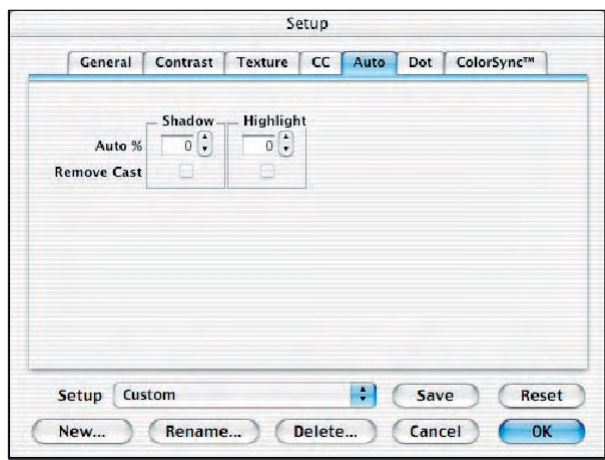 Setup
General Contrast Texture CC Auto Dot ColorSync™
Shadow Highlight
Auto % 0 0
Remove Cast
Setup Custom Save Reset
New... Rename... Delete... Cancel OK